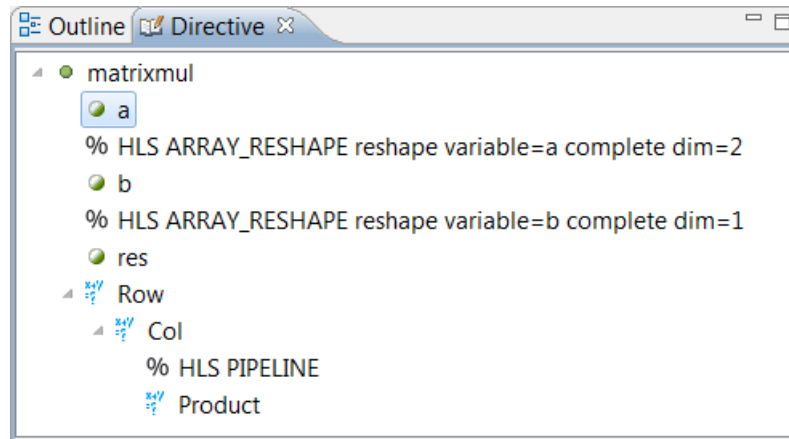 Outline Directive
matrixmul
a
% HLS ARRAY_RESHAPE reshape variable=a complete dim=2
b
% HLS ARRAY_RESHAPE reshape variable=b complete dim=1
res
Row
Col
% HLS PIPELINE
Product